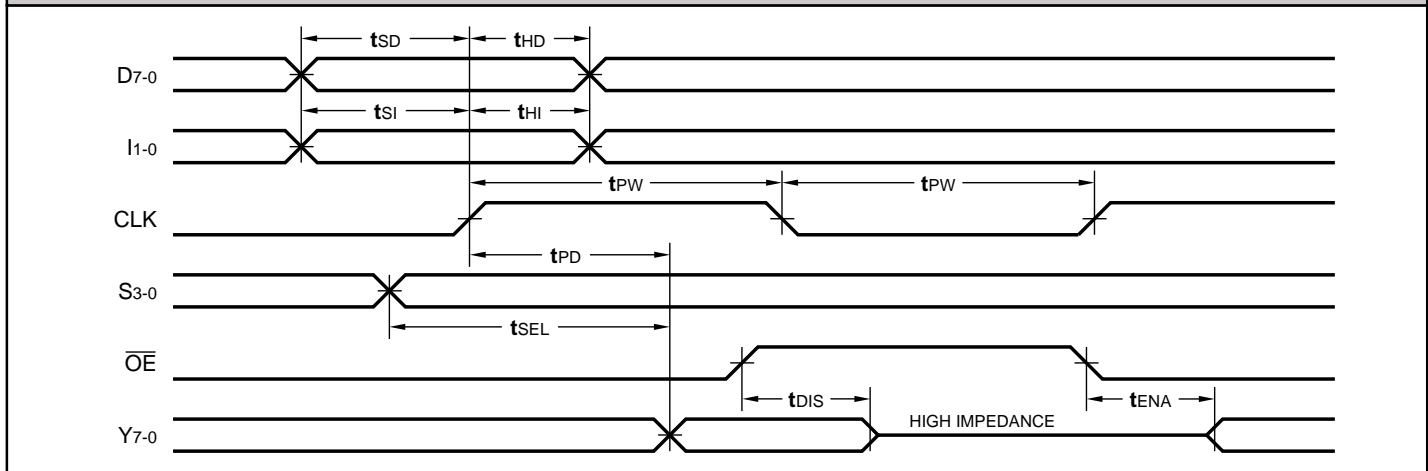 tSD tHD
D7-0
tSI tHI
I1-0
tPW tPW
CLK
tPD
S3-0
tSEL
OE
tDIS tENA
HIGH IMPEDANCE
Y7-0